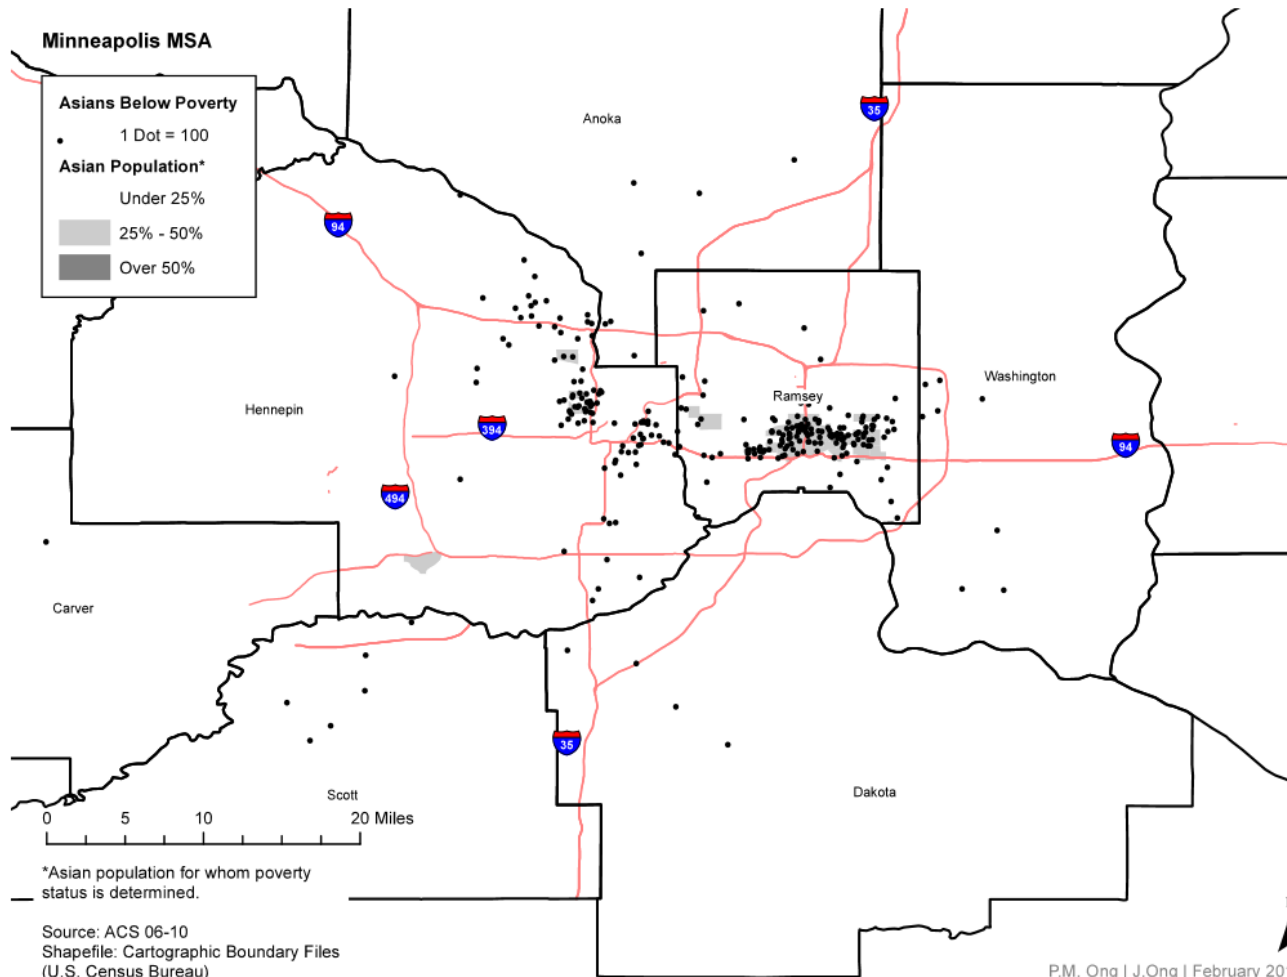 Minneapolis MSA
Asians Below Poverty
1 Dot = 100
Asian Population*
Under 25%
25% - 50%
Over 50%
Anoka
35
94
Washington
Ramsey
Hennepin
394
94
494
Carver
35
Scott
Dakota
0 5 10 20 Miles
*Asian population for whom poverty
status is determined.
Source: ACS 06-10
Shapefile: Cartographic Boundary Files
(U.S. Census Bureau)
P.M. Ong | J.Ong | February 20